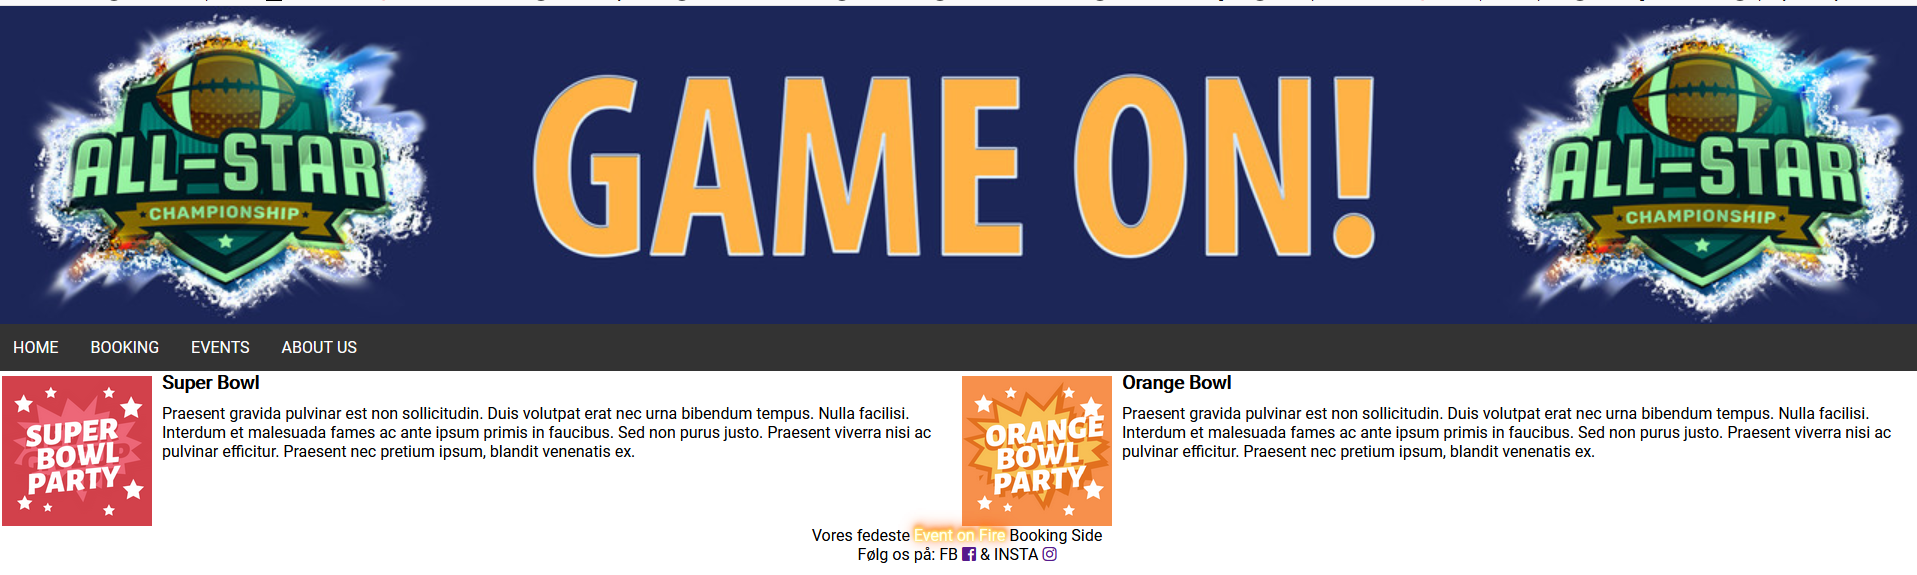 ALL-STAR
CHAMPIONSHIP
GAME ON!
ALL-STAR
CHAMPIONSHIP
HOME BOOKING EVENTS ABOUT US
SUPER
BOWL
PARTY
Super Bowl
Praesent gravida pulvinar est non sollicitudin. Duis volutpat erat nec urna bibendum tempus. Nulla facilisi.
Interdum et malesuada fames ac ante ipsum primis in faucibus. Sed non purus justo. Praesent viverra nisi ac
pulvinar efficitur. Praesent nec pretium ipsum, blandit venenatis ex.
ORANGE
BOWL
PARTY
Orange Bowl
Praesent gravida pulvinar est non sollicitudin. Duis volutpat erat nec urna bibendum tempus. Nulla facilisi.
Interdum et malesuada fames ac ante ipsum primis in faucibus. Sed non purus justo. Praesent viverra nisi ac
pulvinar efficitur. Praesent nec pretium ipsum, blandit venenatis ex.
Vores fedeste Event on Fire Booking Side
Følg os på: FB & INSTA